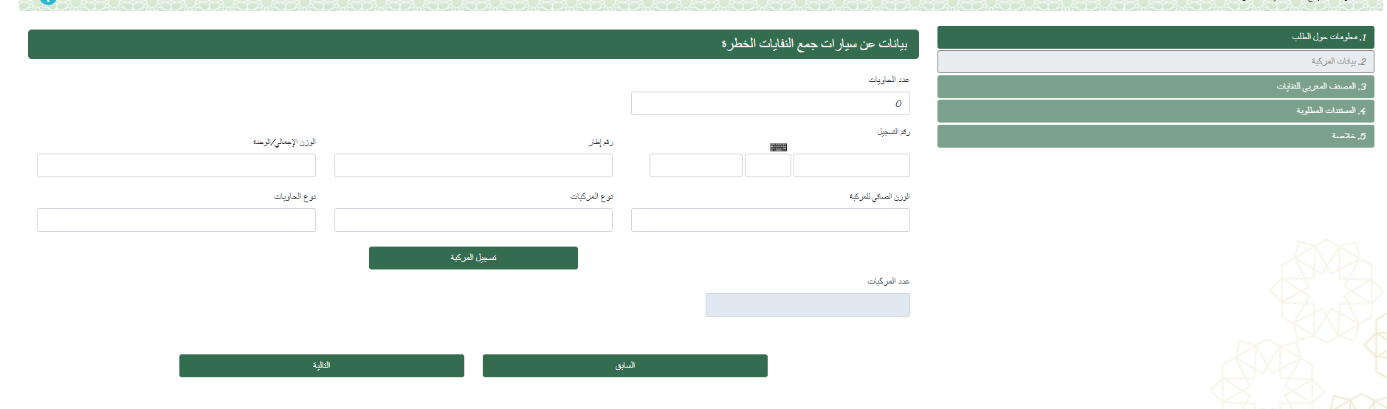 1. معلومات حول الطلب
2. بيانات المركبة
3. المصنف المغربي للنفايات
4. المستندات المطلوبة
5. خلاصة
بيانات عن سيارات جمع النفايات الخطرة
عدد الحاويات
0
رقم التسجيل
رقم إطار
الوزن الإجمالي/الوحدة
الوزن الصافي للمركبة
نوع المركبات
نوع الحاويات
تسجيل المركبة
عدد المركبات
السابق
التالية